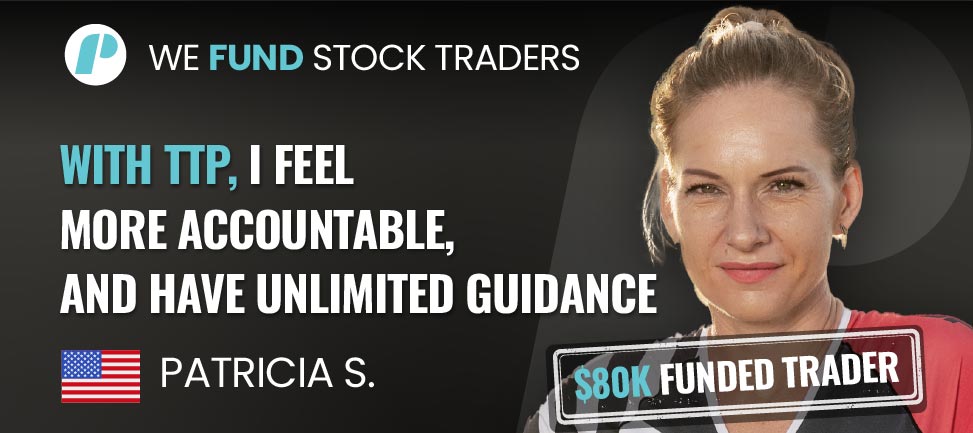 P WE FUND STOCK TRADERS
WITH TTP, I FEEL
MORE ACCOUNTABLE,
AND HAVE UNLIMITED GUIDANCE
PATRICIA S.
$80K FUNDED TRADER